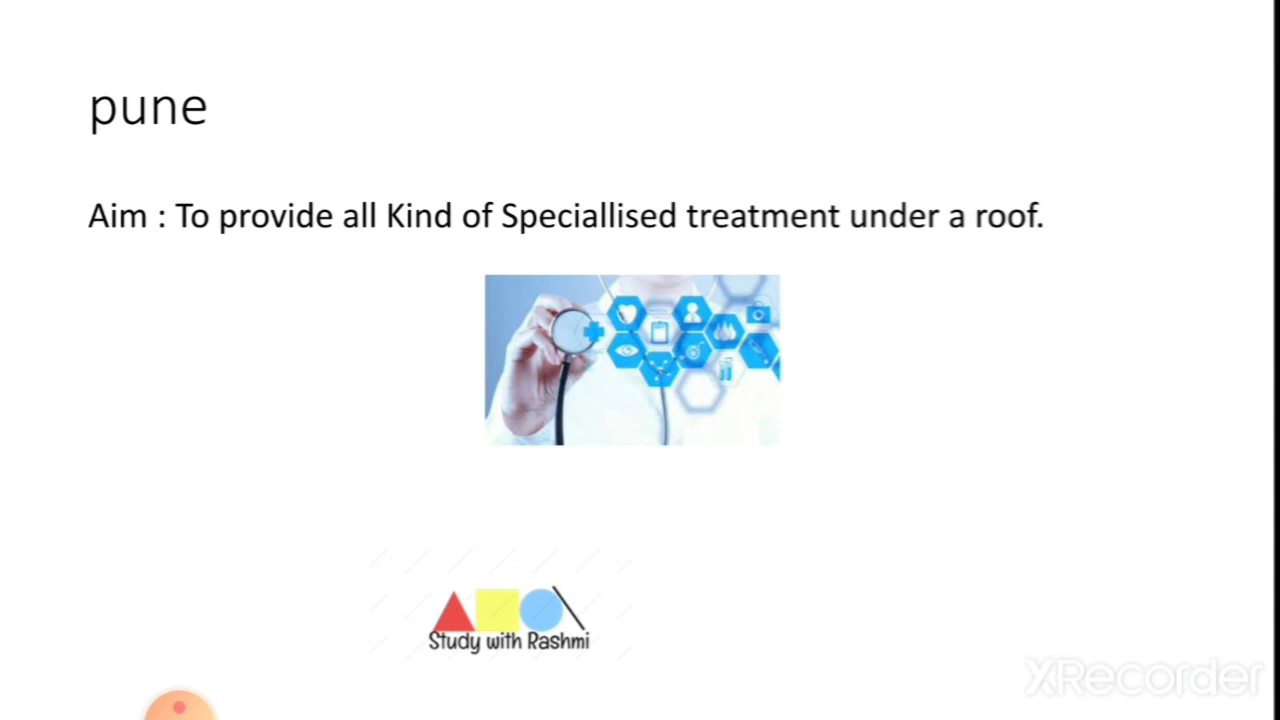 pune
Aim : To provide all Kind of Speciallised treatment under a roof.
Study with Rashmi
XRecorder